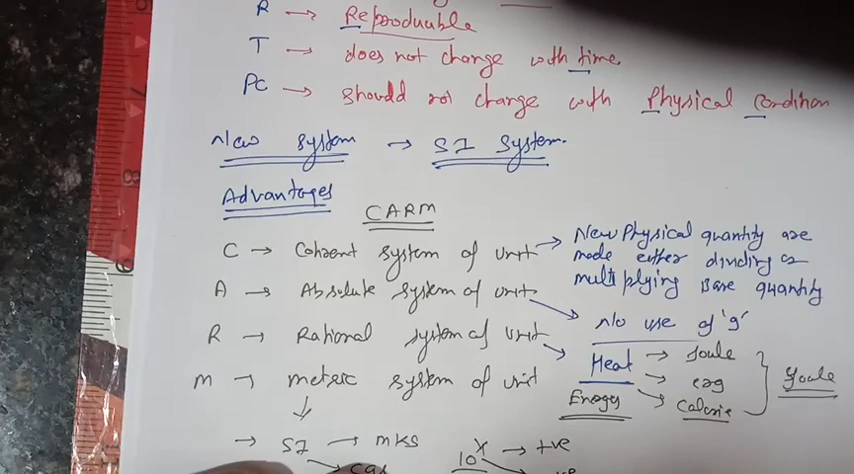 R → Reproduable
T → does not change with time
PC → should not change with Physical Condition
New system → SI System.
Advantages
CARM
C → Coherent system of unit → New Physical quantity are
made either dividing or
multiplying Base quantity
A → Absolute system of unit → No use of 'g'
R → Rational system of unit → Heat → Joule
→ erg
Energy → Calorie
Joule
M → metric system of unit
→ SI → MKS
→ CGS
10^x → +ve